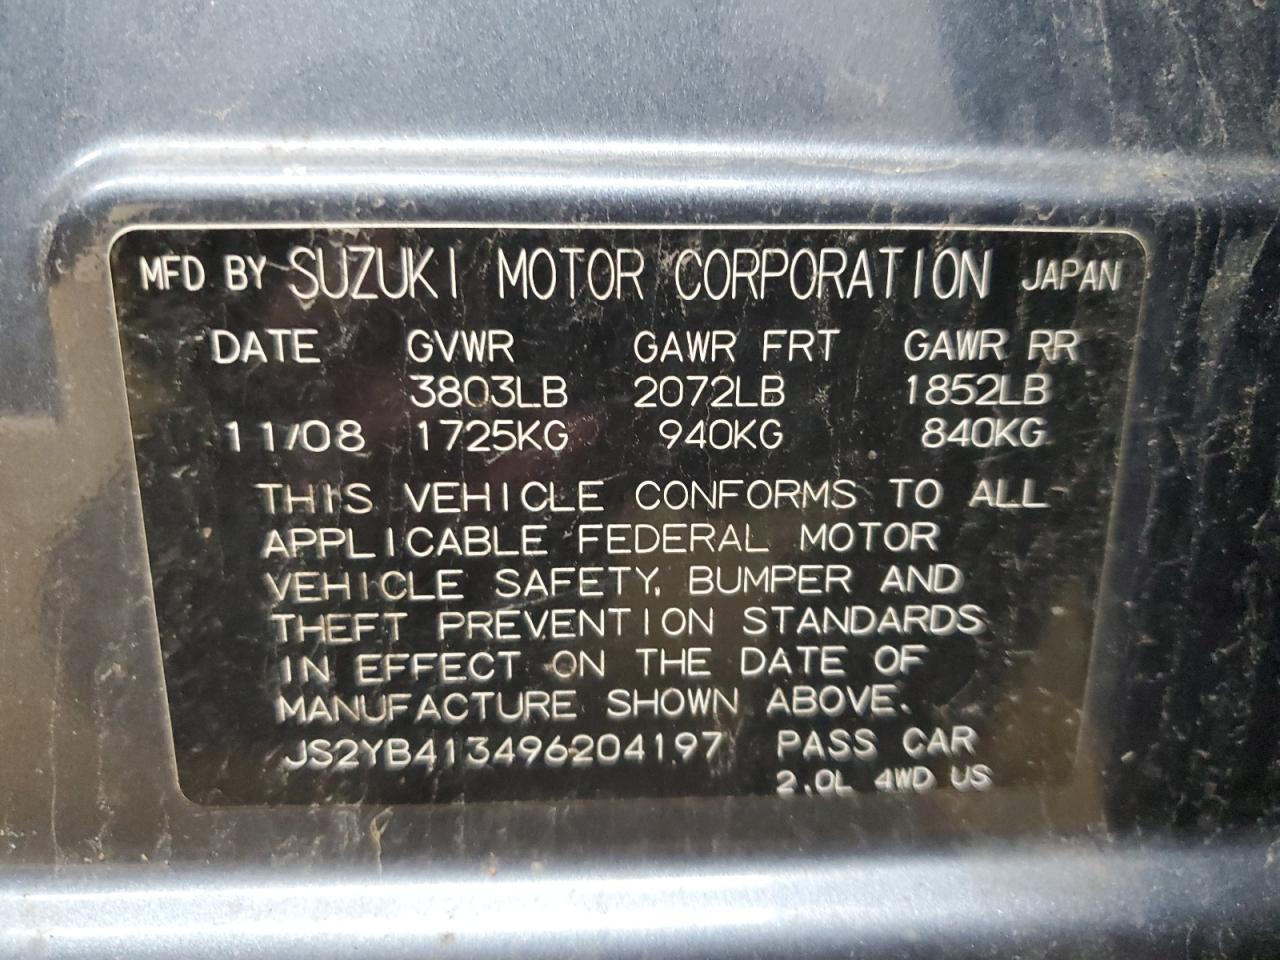 MFD BY SUZUKI MOTOR CORPORATION JAPAN
DATE GVWR GAWR FRT GAWR RR
3803LB 2072LB 1852LB
11/08 1725KG 940KG 840KG
THIS VEHICLE CONFORMS TO ALL
APPLICABLE FEDERAL MOTOR
VEHICLE SAFETY, BUMPER AND
THEFT PREVENTION STANDARDS
IN EFFECT ON THE DATE OF
MANUFACTURE SHOWN ABOVE.
JS2YB413496204197 PASS CAR
2.0L 4WD US